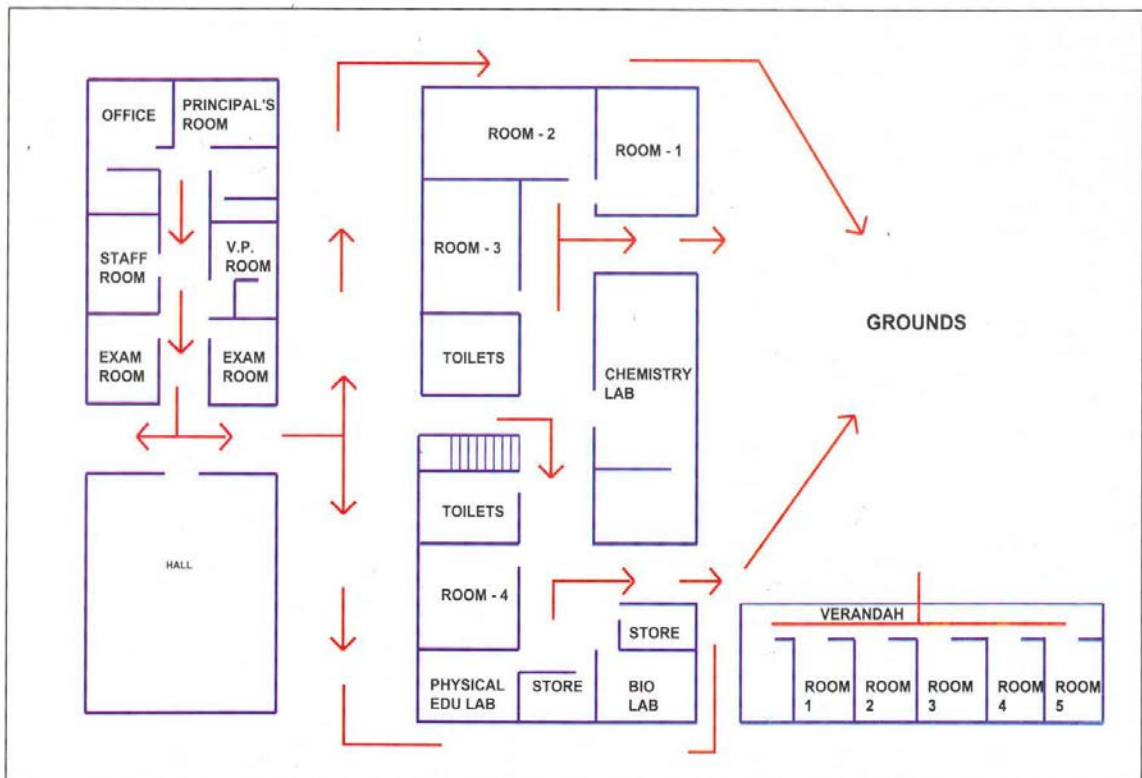 OFFICE
PRINCIPAL'S
ROOM
STAFF
ROOM
V.P.
ROOM
EXAM
ROOM
EXAM
ROOM
HALL
ROOM - 2
ROOM - 1
ROOM - 3
TOILETS
CHEMISTRY
LAB
TOILETS
ROOM - 4
STORE
PHYSICAL
EDU LAB
STORE
BIO
LAB
GROUNDS
VERANDAH
ROOM
1
ROOM
2
ROOM
3
ROOM
4
ROOM
5